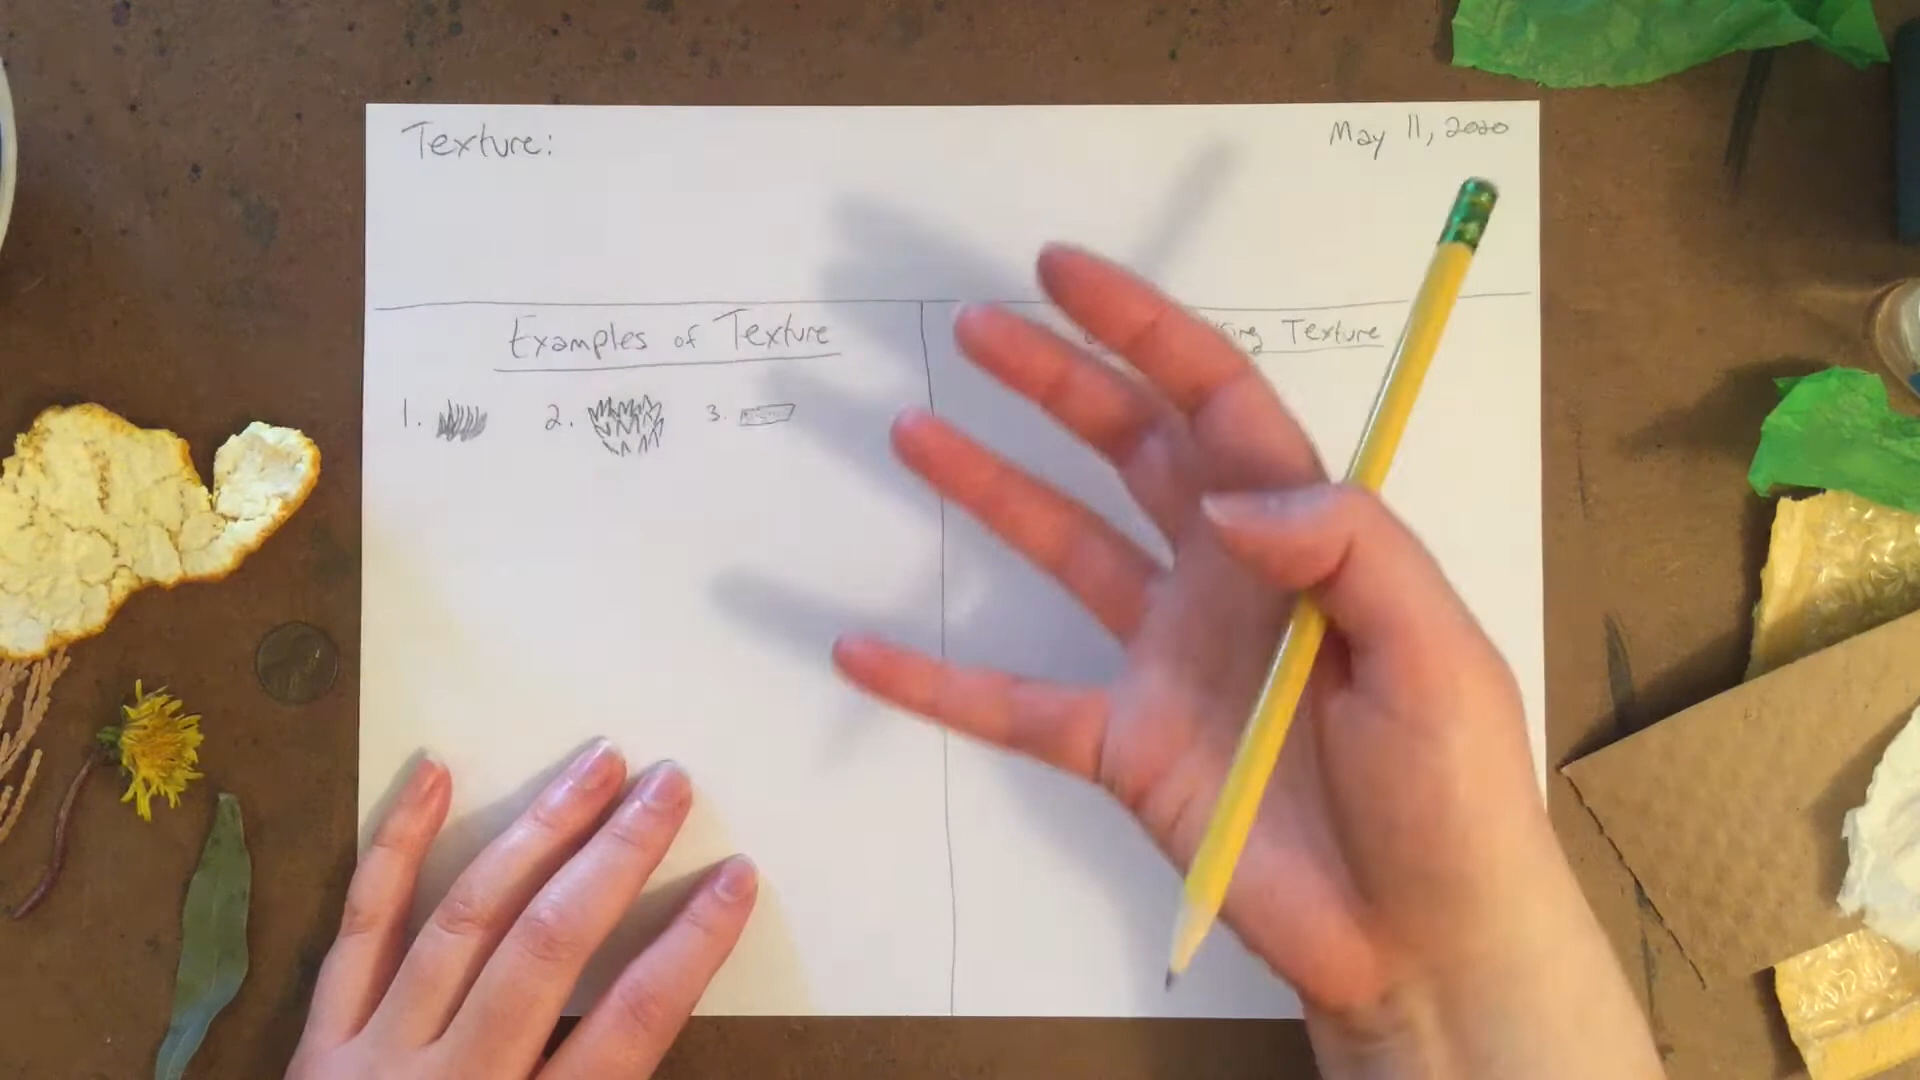 Texture:
May 11, 2020
Examples of Texture
Texture
1.
2.
3.